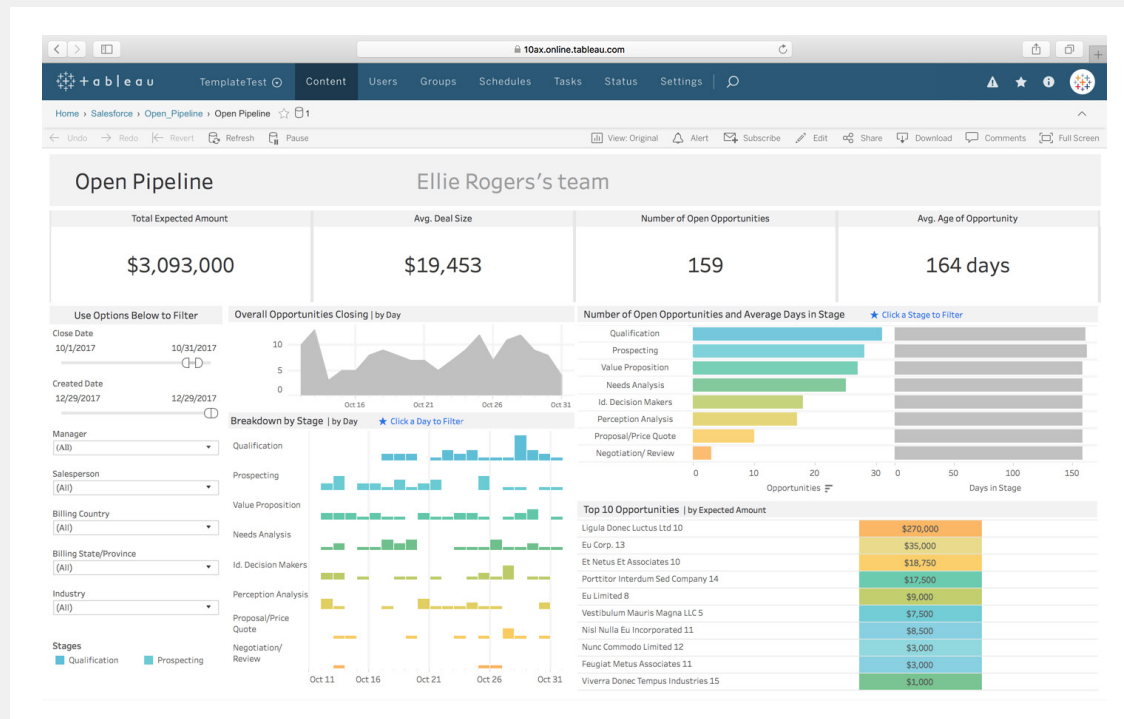 10ax.online.tableau.com
+ableau TemplateTest Content Users Groups Schedules Tasks Status Settings
Home › Salesforce › Open_Pipeline › Open Pipeline 1
Undo Redo Revert Refresh Pause View: Original Alert Subscribe Edit Share Download Comments Full Screen
Open Pipeline Ellie Rogers's team
Total Expected Amount Avg. Deal Size Number of Open Opportunities Avg. Age of Opportunity
$3,093,000 $19,453 159 164 days
Use Options Below to Filter
Close Date
10/1/2017 10/31/2017
Created Date
12/29/2017 12/29/2017
Manager
(All)
Salesperson
(All)
Billing Country
(All)
Billing State/Province
(All)
Industry
(All)
Stages
Qualification Prospecting
Overall Opportunities Closing | by Day
10
5
0
Oct 16 Oct 21 Oct 26 Oct 31
Breakdown by Stage | by Day ★ Click a Day to Filter
Qualification
Prospecting
Value Proposition
Needs Analysis
Id. Decision Makers
Perception Analysis
Proposal/Price
Quote
Negotiation/
Review
Oct 11 Oct 16 Oct 21 Oct 26 Oct 31
Number of Open Opportunities and Average Days in Stage ★ Click a Stage to Filter
Qualification
Prospecting
Value Proposition
Needs Analysis
Id. Decision Makers
Perception Analysis
Proposal/Price Quote
Negotiation/ Review
0 10 20 30 0 50 100 150
Opportunities Days in Stage
Top 10 Opportunities | by Expected Amount
Ligula Donec Luctus Ltd 10 $270,000
Eu Corp. 13 $35,000
Et Netus Et Associates 10 $18,750
Porttitor Interdum Sed Company 14 $17,500
Eu Limited 8 $9,000
Vestibulum Mauris Magna LLC 5 $7,500
Nisl Nulla Eu Incorporated 11 $8,500
Nunc Commodo Limited 12 $3,000
Feugiat Metus Associates 11 $3,000
Viverra Donec Tempus Industries 15 $1,000